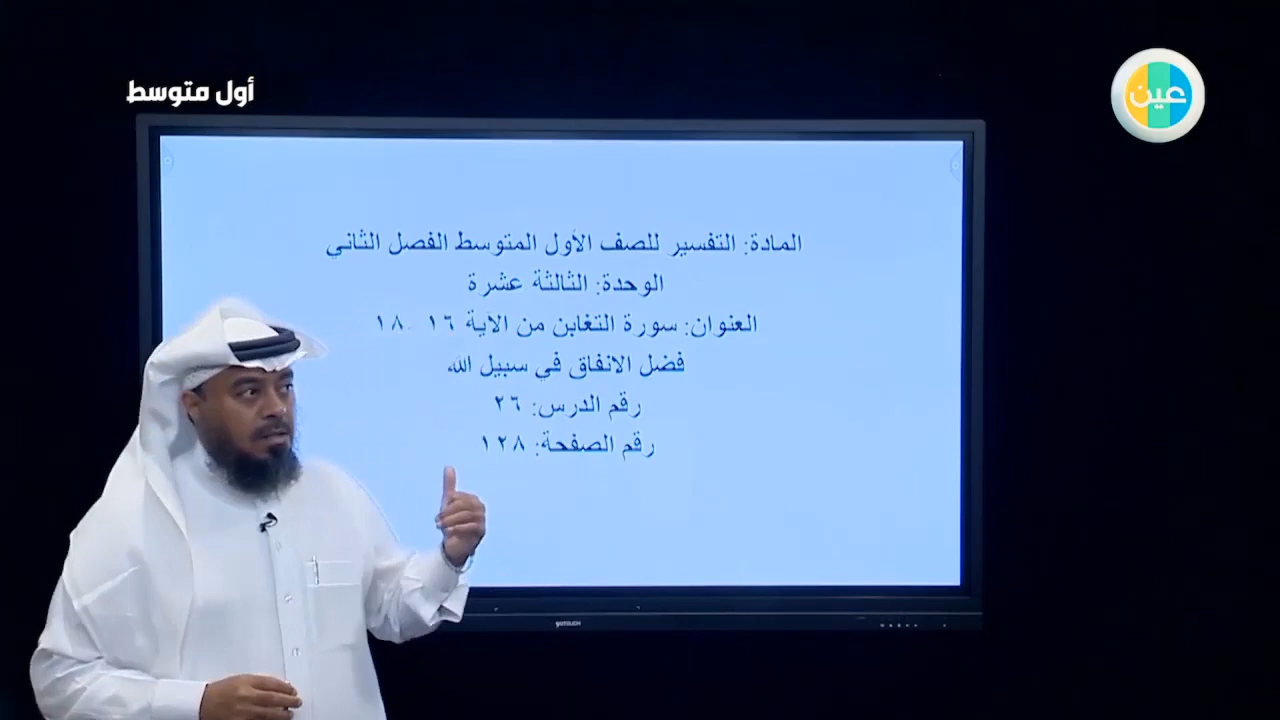 أول متوسط
عين
المادة: التفسير للصف الأول المتوسط الفصل الثاني
الوحدة: الثالثة عشرة
العنوان: سورة التغابن من الآية ١٦ - ١٨
فضل الانفاق في سبيل الله
رقم الدرس: ٢٦
رقم الصفحة: ١٢٨